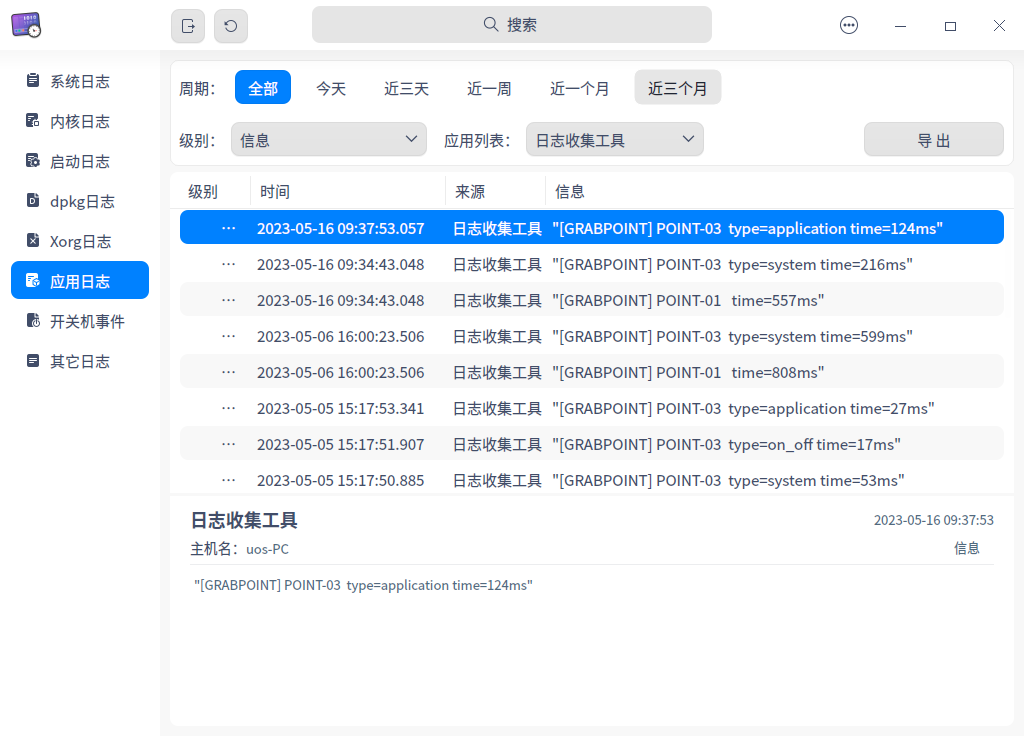 搜索
系统日志
内核日志
启动日志
dpkg日志
Xorg日志
应用日志
开关机事件
其它日志
周期： 全部 今天 近三天 近一周 近一个月 近三个月
级别： 信息 应用列表： 日志收集工具 导 出
级别 时间 来源 信息
... 2023-05-16 09:37:53.057 日志收集工具 "[GRABPOINT] POINT-03 type=application time=124ms"
... 2023-05-16 09:34:43.048 日志收集工具 "[GRABPOINT] POINT-03 type=system time=216ms"
... 2023-05-16 09:34:43.048 日志收集工具 "[GRABPOINT] POINT-01 time=557ms"
... 2023-05-06 16:00:23.506 日志收集工具 "[GRABPOINT] POINT-03 type=system time=599ms"
... 2023-05-06 16:00:23.506 日志收集工具 "[GRABPOINT] POINT-01 time=808ms"
... 2023-05-05 15:17:53.341 日志收集工具 "[GRABPOINT] POINT-03 type=application time=27ms"
... 2023-05-05 15:17:51.907 日志收集工具 "[GRABPOINT] POINT-03 type=on_off time=17ms"
... 2023-05-05 15:17:50.885 日志收集工具 "[GRABPOINT] POINT-03 type=system time=53ms"
日志收集工具 2023-05-16 09:37:53
主机名： uos-PC 信息
"[GRABPOINT] POINT-03 type=application time=124ms"